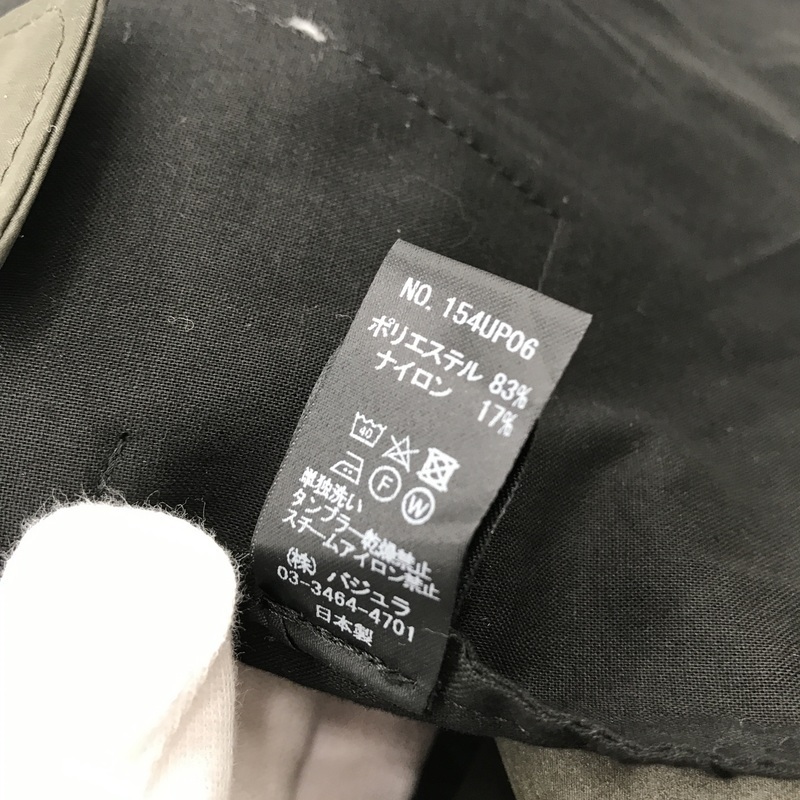 NO. 154UP06
ポリエステル 83%
ナイロン 17%
40
F W
単独洗い
タンブラー乾燥禁止
スチームアイロン禁止
(株) バジュラ
03-3464-4701
日本製